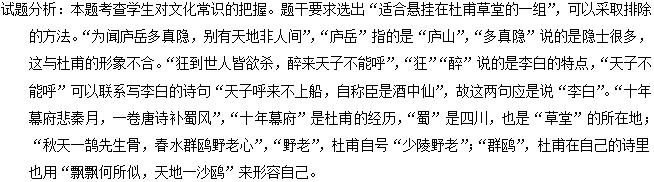 试题分析：本题考查学生对文化常识的把握。题干要求选出“适合悬挂在杜甫草堂的一组”，可以采取排除
的方法。“为闻庐岳多真隐，别有天地非人间”，“庐岳”指的是“庐山”，“多真隐”说的是隐士很多，
这与杜甫的形象不合。“狂到世人皆欲杀，醉来天子不能呼”，“狂”“醉”说的是李白的特点，“天子不
能呼”可以联系写李白的诗句“天子呼来不上船，自称臣是酒中仙”，故这两句应是说“李白”。“十年
幕府悲秦月，一卷唐诗补蜀风”，“十年幕府”是杜甫的经历，“蜀”是四川，也是“草堂”的所在地；
“秋天一鹄先生骨，春水群鸥野老心”，“野老”，杜甫自号“少陵野老”；“群鸥”，杜甫在自己的诗里
也用“飘飘何所似，天地一沙鸥”来形容自己。